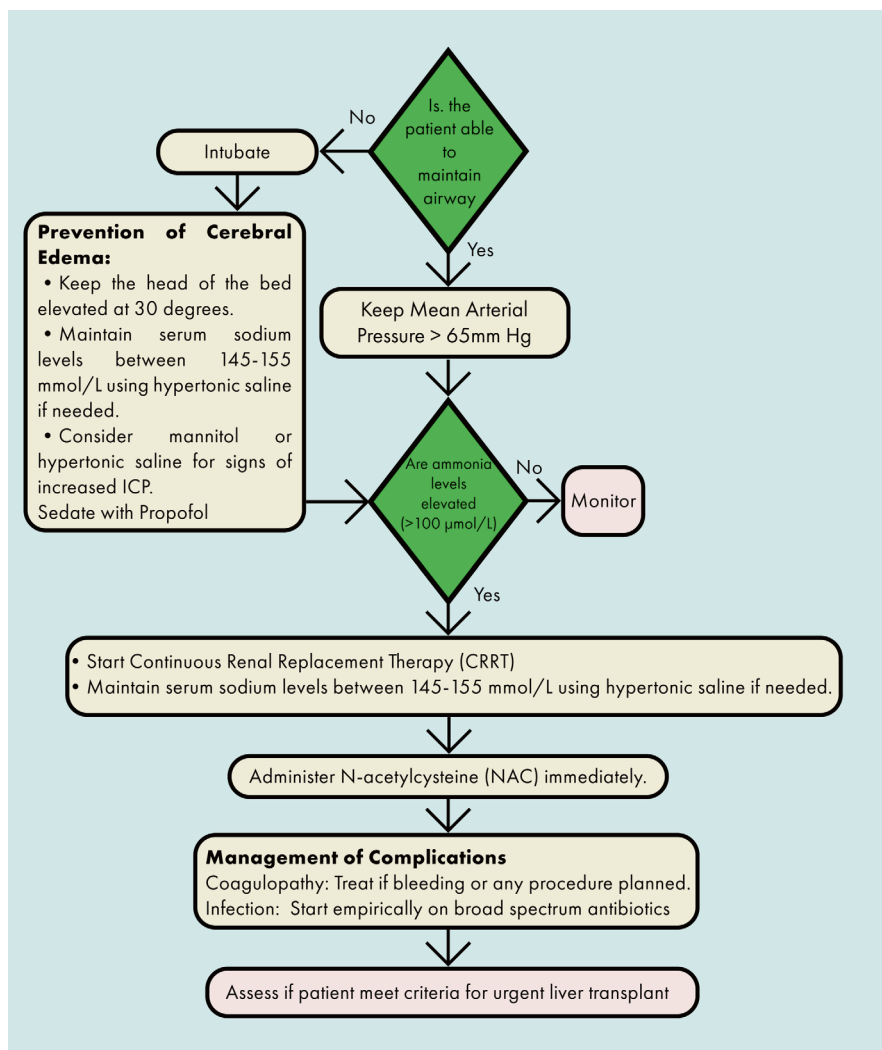 Is. the
patient able
to
maintain
airway
No
Intubate
Prevention of Cerebral
Edema:
• Keep the head of the bed
elevated at 30 degrees.
• Maintain serum sodium
levels between 145-155
mmol/L using hypertonic saline
if needed.
• Consider mannitol or
hypertonic saline for signs of
increased ICP.
Sedate with Propofol
Yes
Keep Mean Arterial
Pressure > 65mm Hg
Are ammonia
levels
elevated
(>100 µmol/L)
No
Monitor
Yes
• Start Continuous Renal Replacement Therapy (CRRT)
• Maintain serum sodium levels between 145-155 mmol/L using hypertonic saline if needed.
Administer N-acetylcysteine (NAC) immediately.
Management of Complications
Coagulopathy: Treat if bleeding or any procedure planned.
Infection: Start empirically on broad spectrum antibiotics
Assess if patient meet criteria for urgent liver transplant